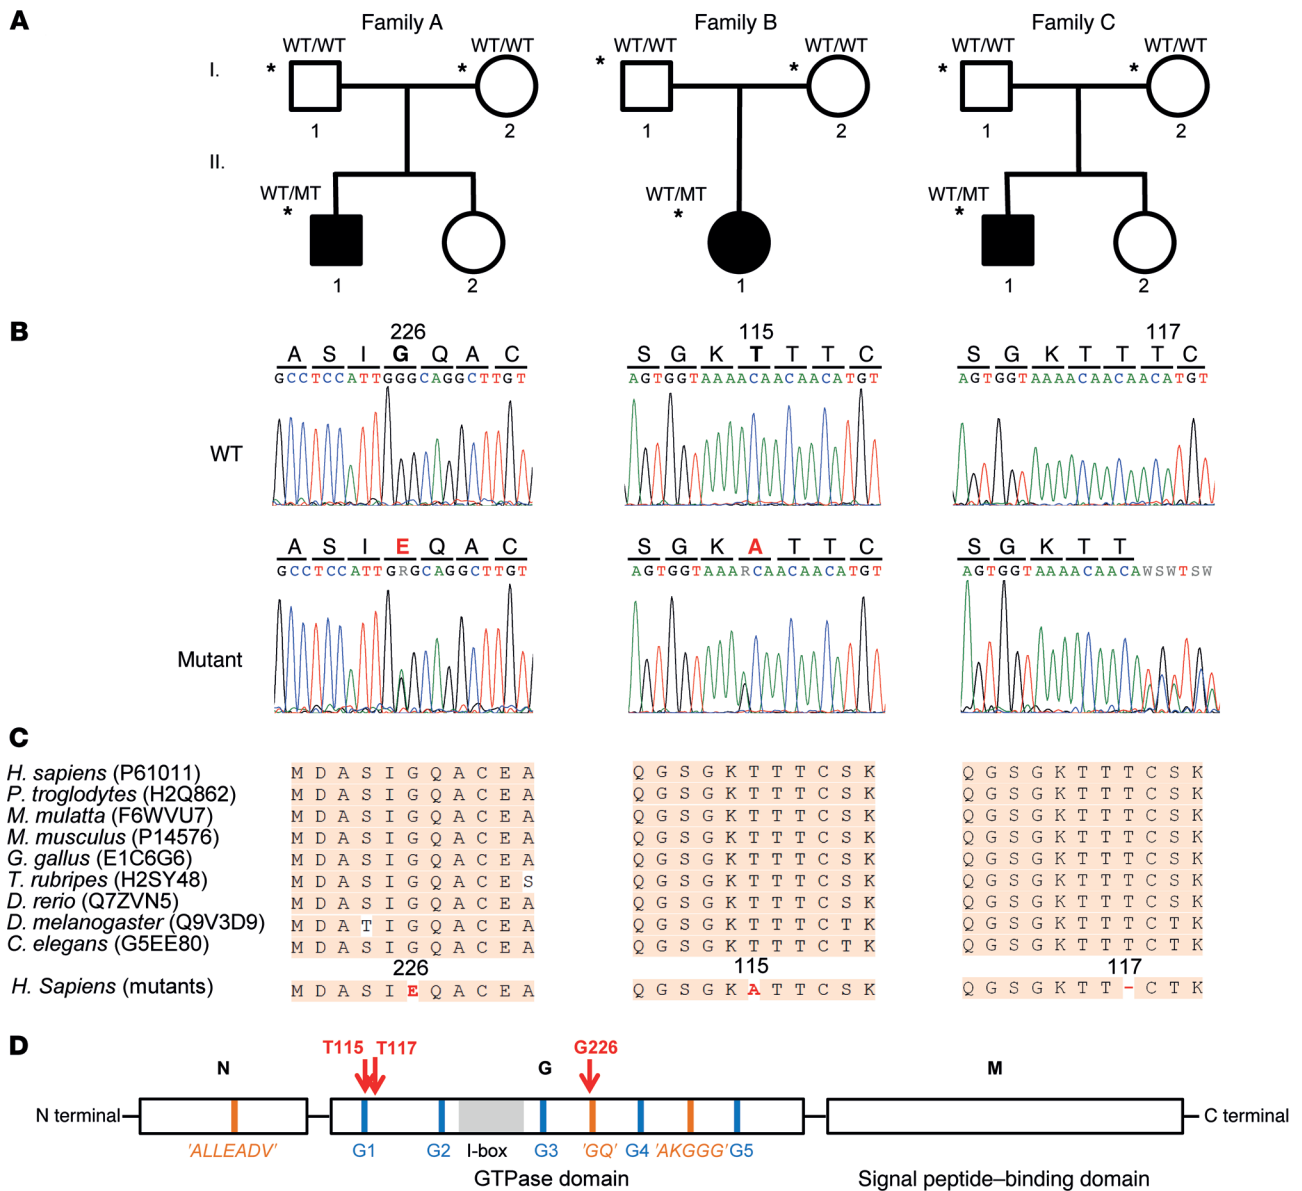 A
Family A
Family B
Family C
WT/WT
WT/WT
WT/WT
WT/WT
WT/WT
WT/WT
I.
*
*
*
*
*
*
1
2
1
2
1
2
II.
WT/MT
WT/MT
WT/MT
*
*
*
1
2
1
1
2
B
226
115
117
A S I G Q A C
S G K T T T C
S G K T T T C
GCCTCCATTGGGCAGGCTTGT
AGTGGTAAAACAACAACATGT
AGTGGTAAAACAACAACATGT
WT
A S I E Q A C
S G K A T T C
S G K T T
GCCTCCATTGRGCAGGCTTGT
AGTGGTAAARCAACAACATGT
AGTGGTAAAACAACAWSWTSW
Mutant
C
H. sapiens (P61011) M D A S I G Q A C E A Q G S G K T T T C S K Q G S G K T T T C S K
P. troglodytes (H2Q862) M D A S I G Q A C E A Q G S G K T T T C S K Q G S G K T T T C S K
M. mulatta (F6WVU7) M D A S I G Q A C E A Q G S G K T T T C S K Q G S G K T T T C S K
M. musculus (P14576) M D A S I G Q A C E A Q G S G K T T T C S K Q G S G K T T T C S K
G. gallus (E1C6G6) M D A S I G Q A C E A Q G S G K T T T C S K Q G S G K T T T C S K
T. rubripes (H2SY48) M D A S I G Q A C E S Q G S G K T T T C S K Q G S G K T T T C S K
D. rerio (Q7ZVN5) M D A S I G Q A C E A Q G S G K T T T C S K Q G S G K T T T C S K
D. melanogaster (Q9V3D9) M D A T I G Q A C E A Q G S G K T T T C T K Q G S G K T T T C T K
C. elegans (G5EE80) M D A S I G Q A C E A Q G S G K T T T C T K Q G S G K T T T C T K
226
115
117
H. Sapiens (mutants) M D A S I E Q A C E A Q G S G K A T T C S K Q G S G K T T - C T K
D
T115
T117
G226
N
G
M
N terminal
C terminal
'ALLEADV'
G1
G2
I-box
G3
'GQ'
G4
'AKGGG'
G5
GTPase domain
Signal peptide–binding domain